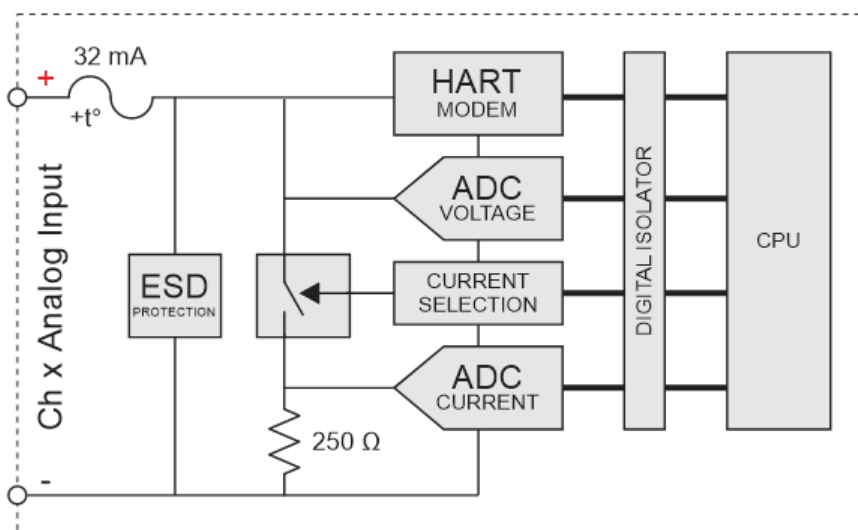 32 mA
+
+t°
HART
MODEM
ADC
VOLTAGE
CURRENT
SELECTION
ADC
CURRENT
ESD
PROTECTION
250 Ω
-
Ch x Analog Input
DIGITAL ISOLATOR
CPU